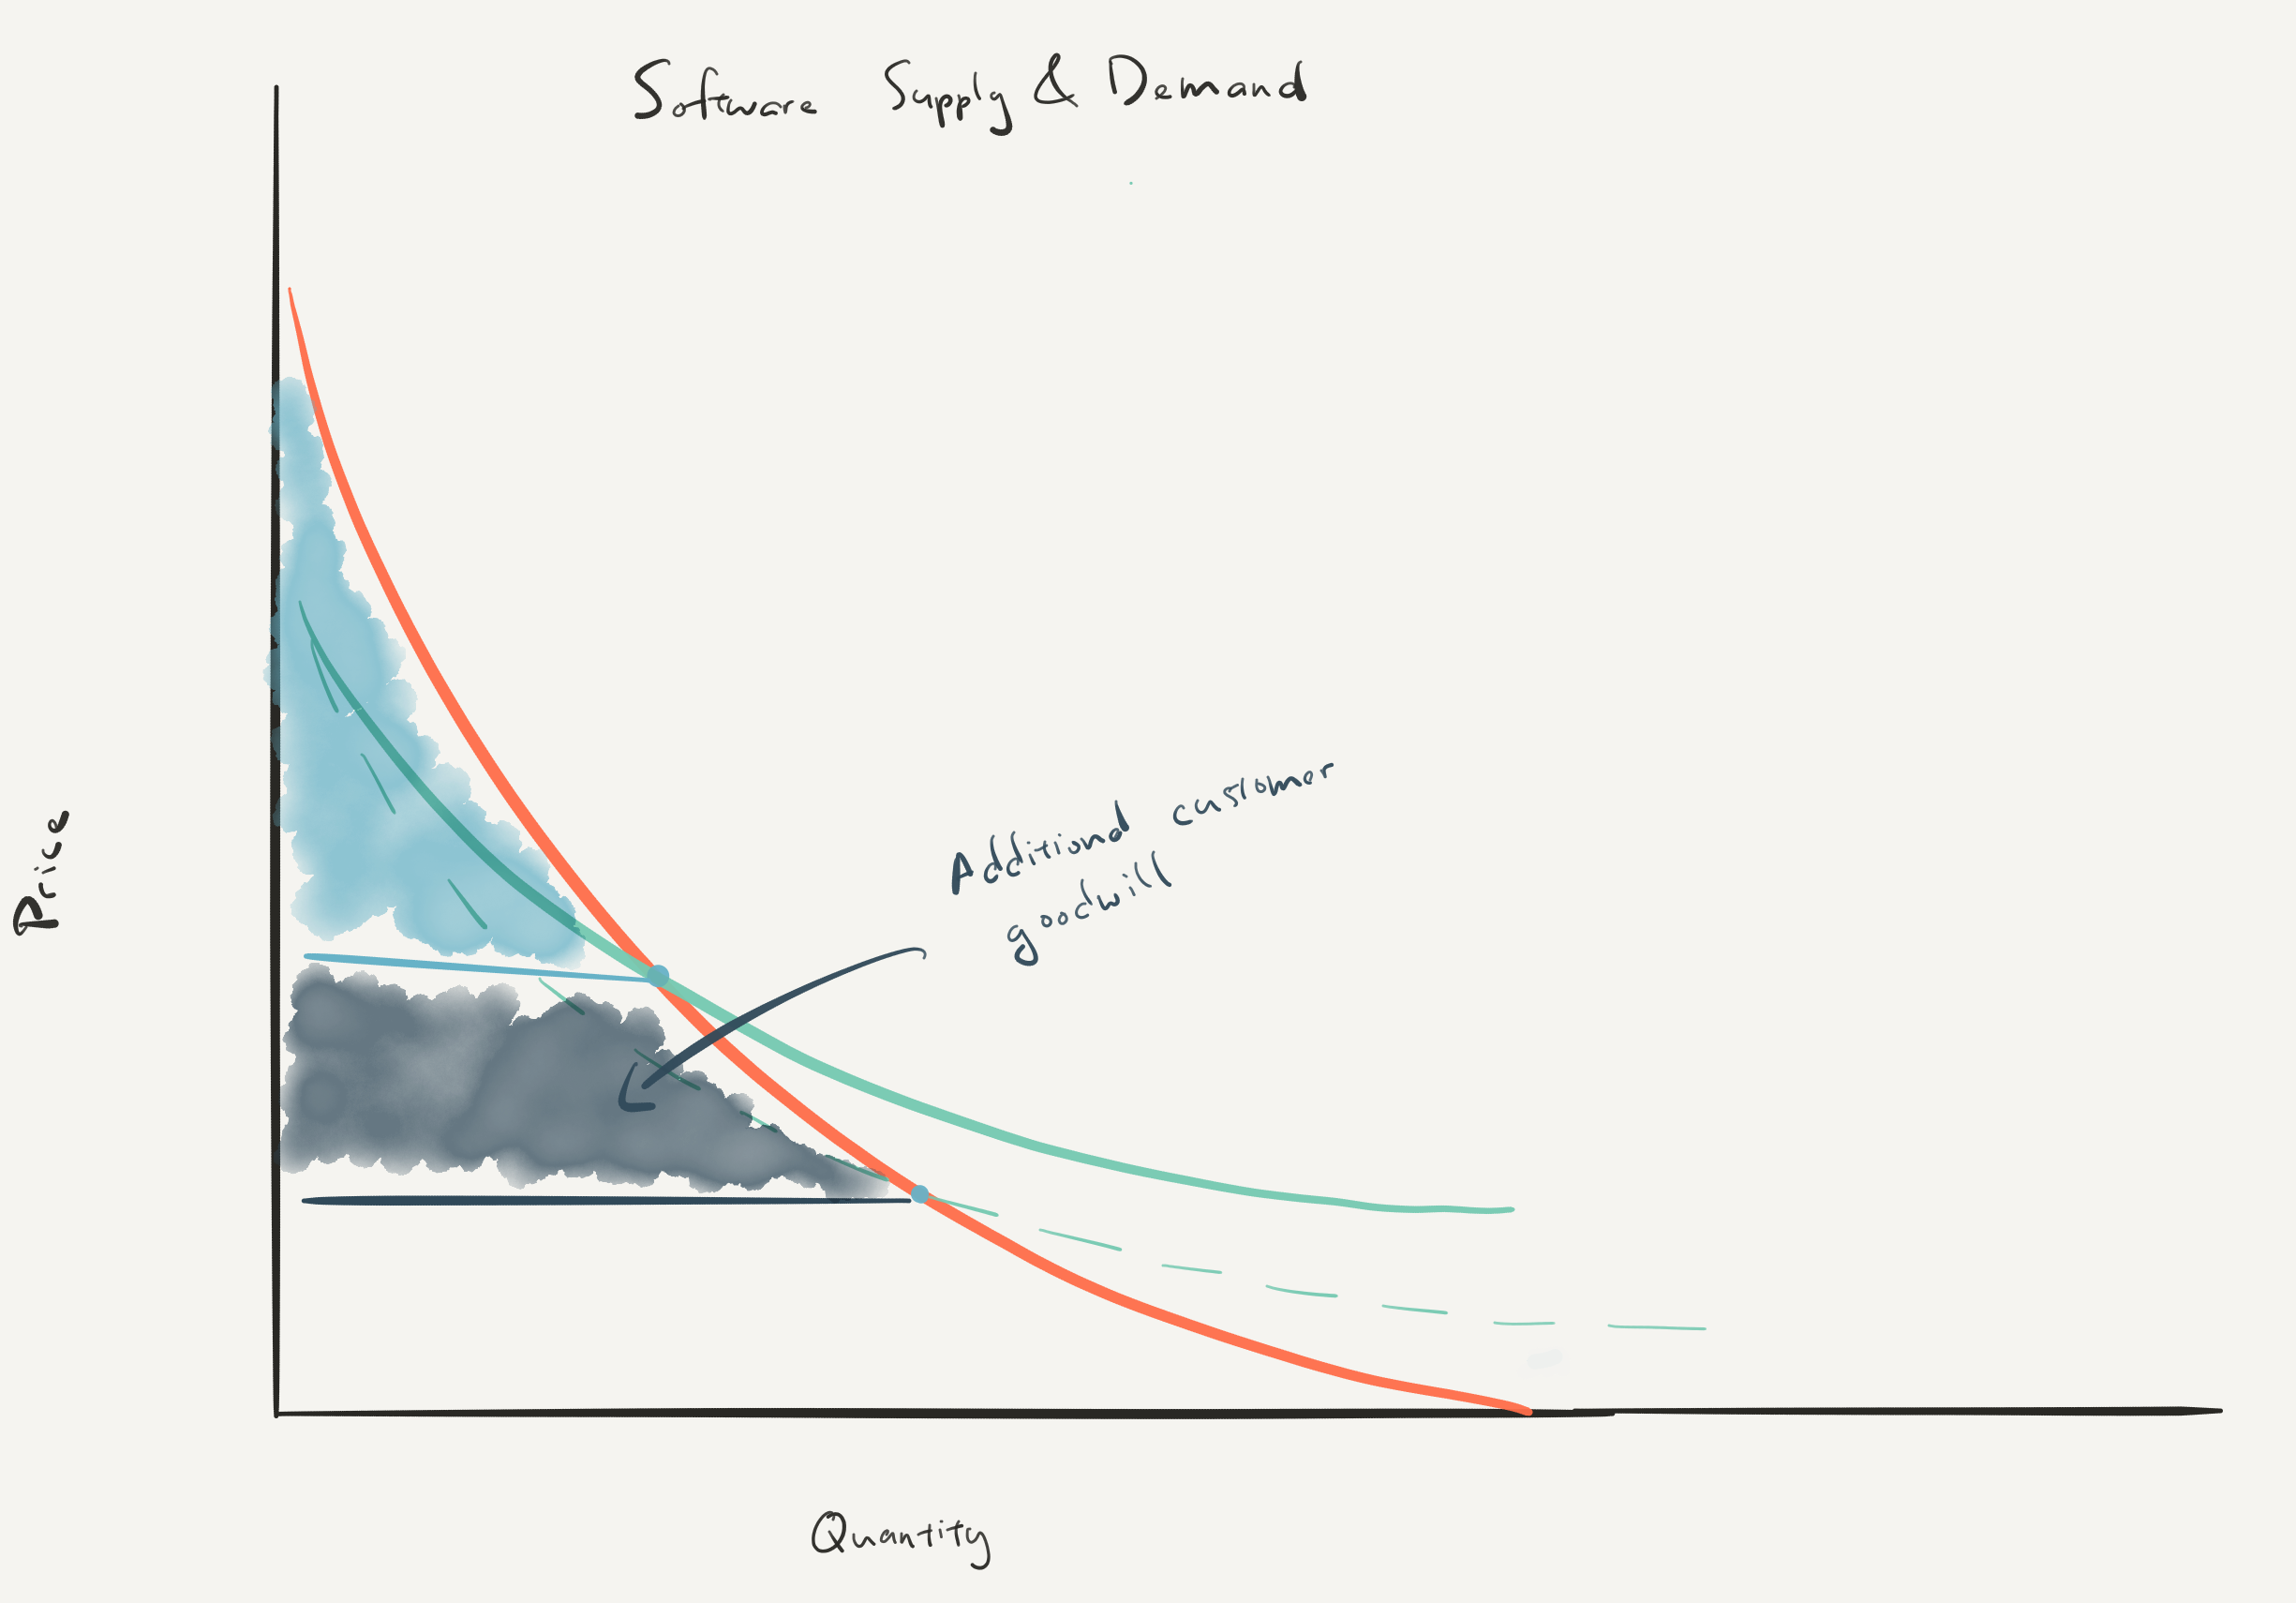 Software Supply & Demand
Additional customer
goodwill
Price
Quantity